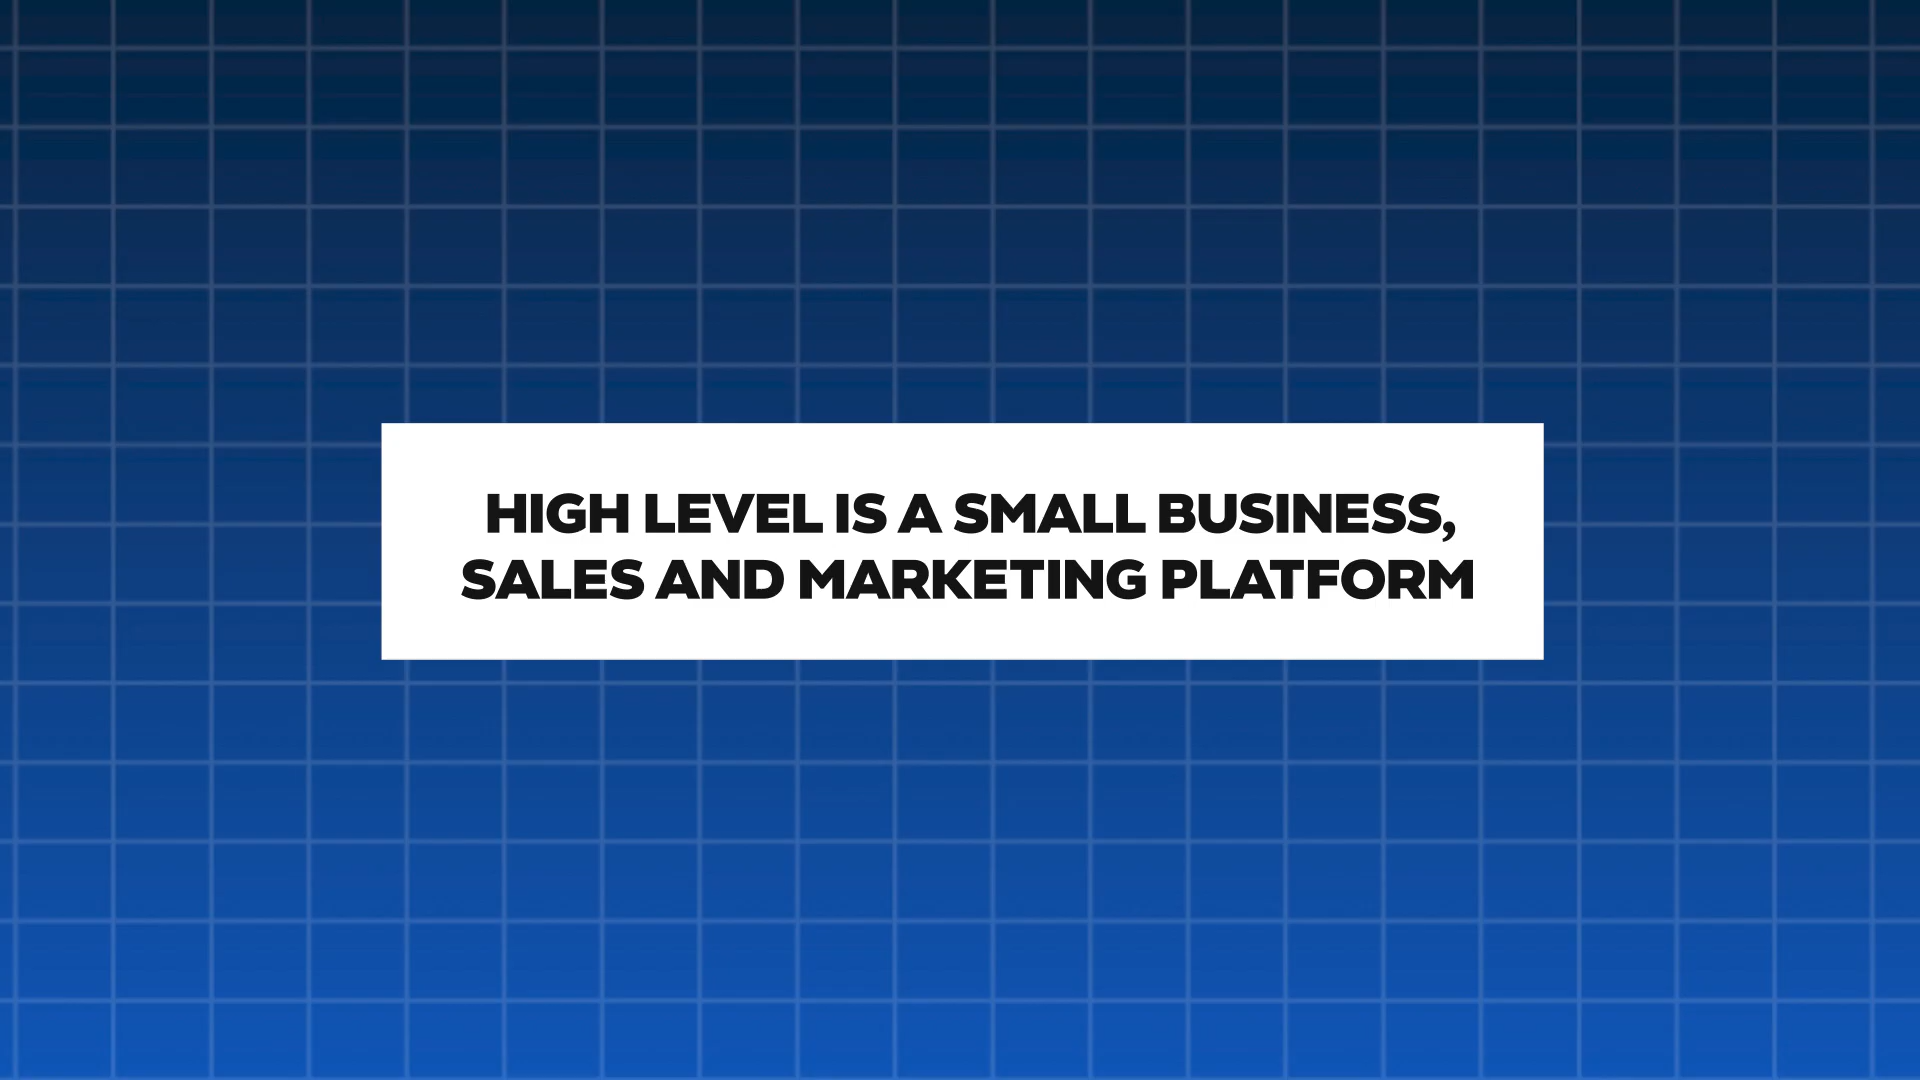 HIGH LEVEL IS A SMALL BUSINESS,
SALES AND MARKETING PLATFORM